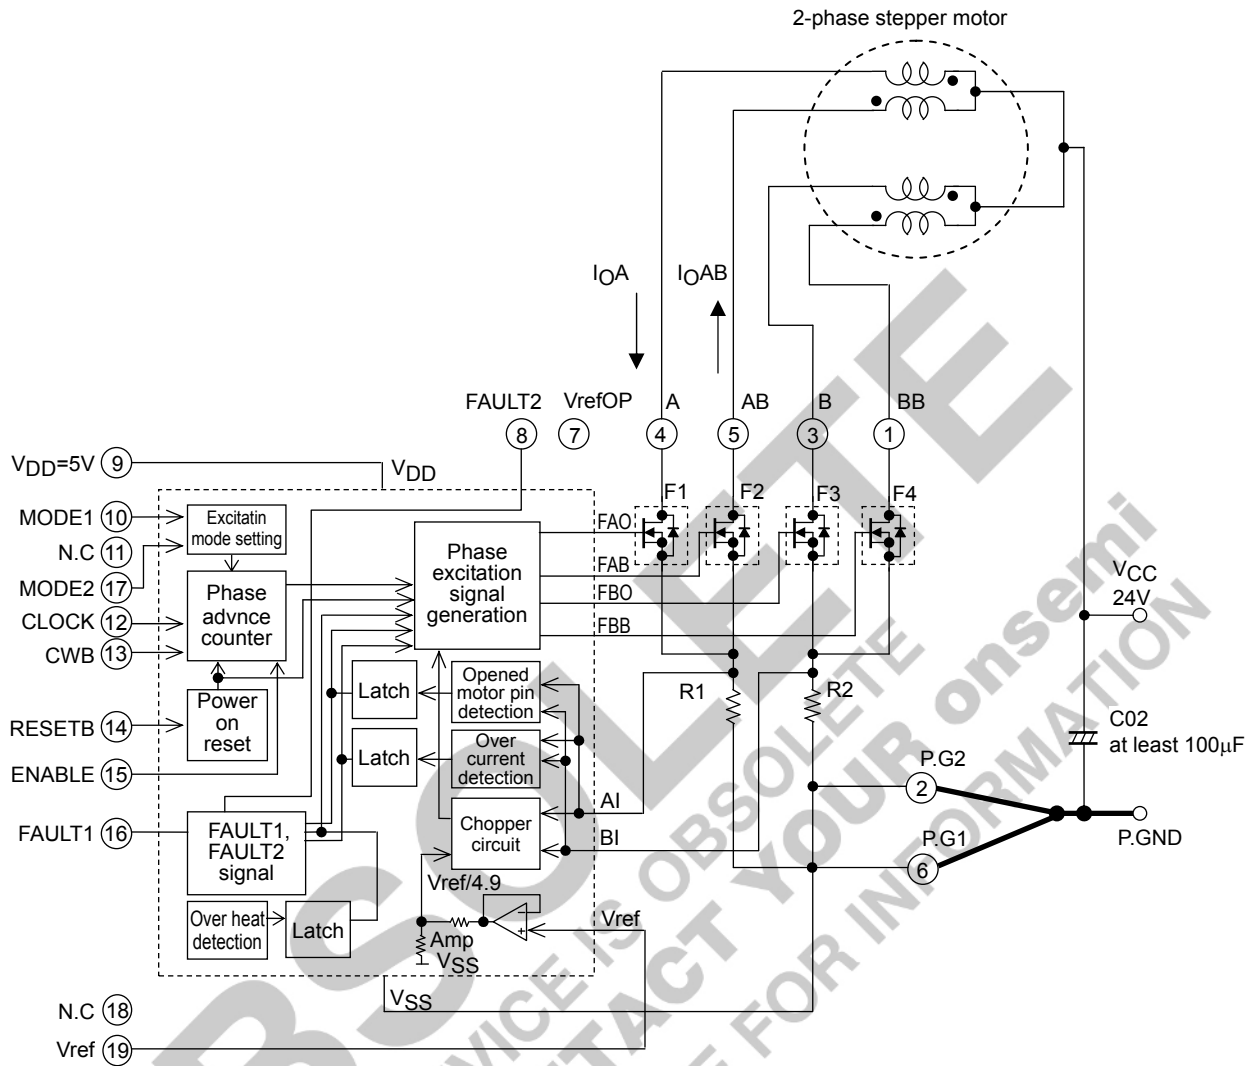 2-phase stepper motor
IOA
IOAB
FAULT2
VrefOP
A
AB
B
BB
8
7
4
5
3
1
VDD=5V
9
VDD
MODE1
10
N.C
11
MODE2
17
CLOCK
12
CWB
13
RESETB
14
ENABLE
15
FAULT1
16
Excitatin
mode setting
Phase
advnce
counter
Power
on
reset
FAULT1,
FAULT2
signal
Over heat
detection
Latch
Phase
excitation
signal
generation
Latch
Opened
motor pin
detection
Latch
Over
current
detection
Chopper
circuit
FAO
FAB
FBO
FBB
F1
F2
F3
F4
R1
R2
AI
BI
Vref/4.9
Amp
VSS
Vref
VSS
VCC
24V
C02
at least 100µF
P.G2
2
P.G1
6
P.GND
N.C
18
Vref
19
OBSOLETE
DEVICE IS OBSOLETE
CONTACT YOUR onsemi
FOR INFORMATION